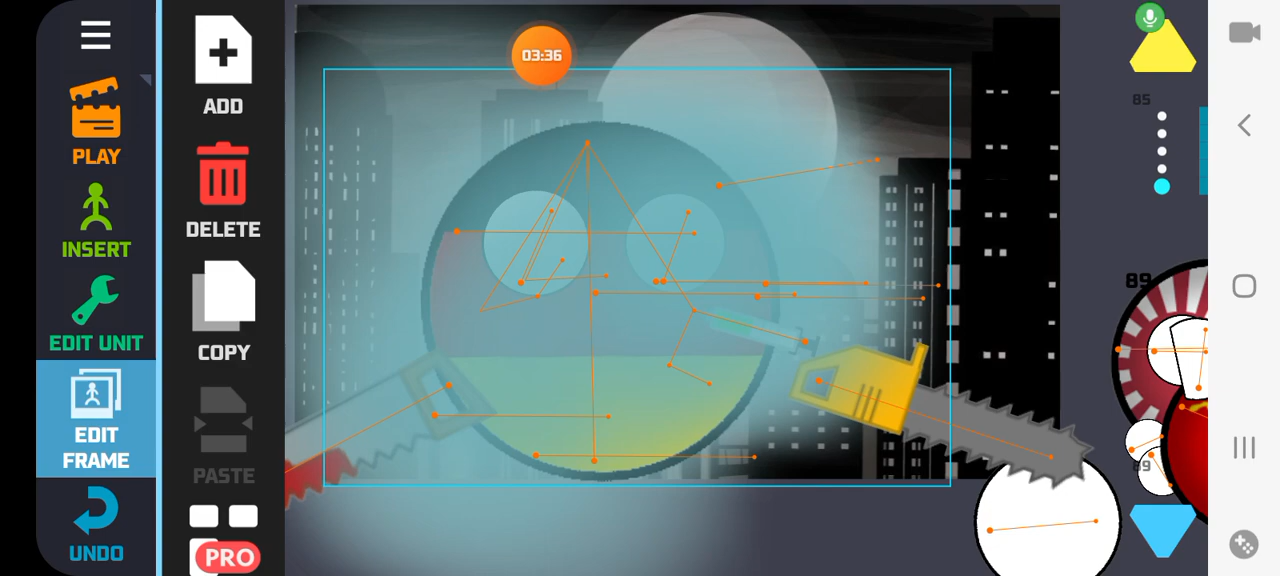 PLAY
INSERT
EDIT UNIT
EDIT
FRAME
UNDO
ADD
DELETE
COPY
PASTE
PRO
03:36
85
89
89